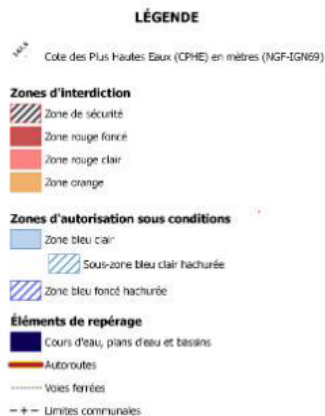 LÉGENDE
Cote des Plus Hautes Eaux (CPHE) en mètres (NGF-IGN69)
Zones d'interdiction
Zone de sécurité
Zone rouge foncé
Zone rouge clair
Zone orange
Zones d'autorisation sous conditions
Zone bleu clair
Sous-zone bleu clair hachurée
Zone bleu foncé hachurée
Éléments de repérage
Cours d'eau, plans d'eau et bassins
Autoroutes
Voies ferrées
Limites communales